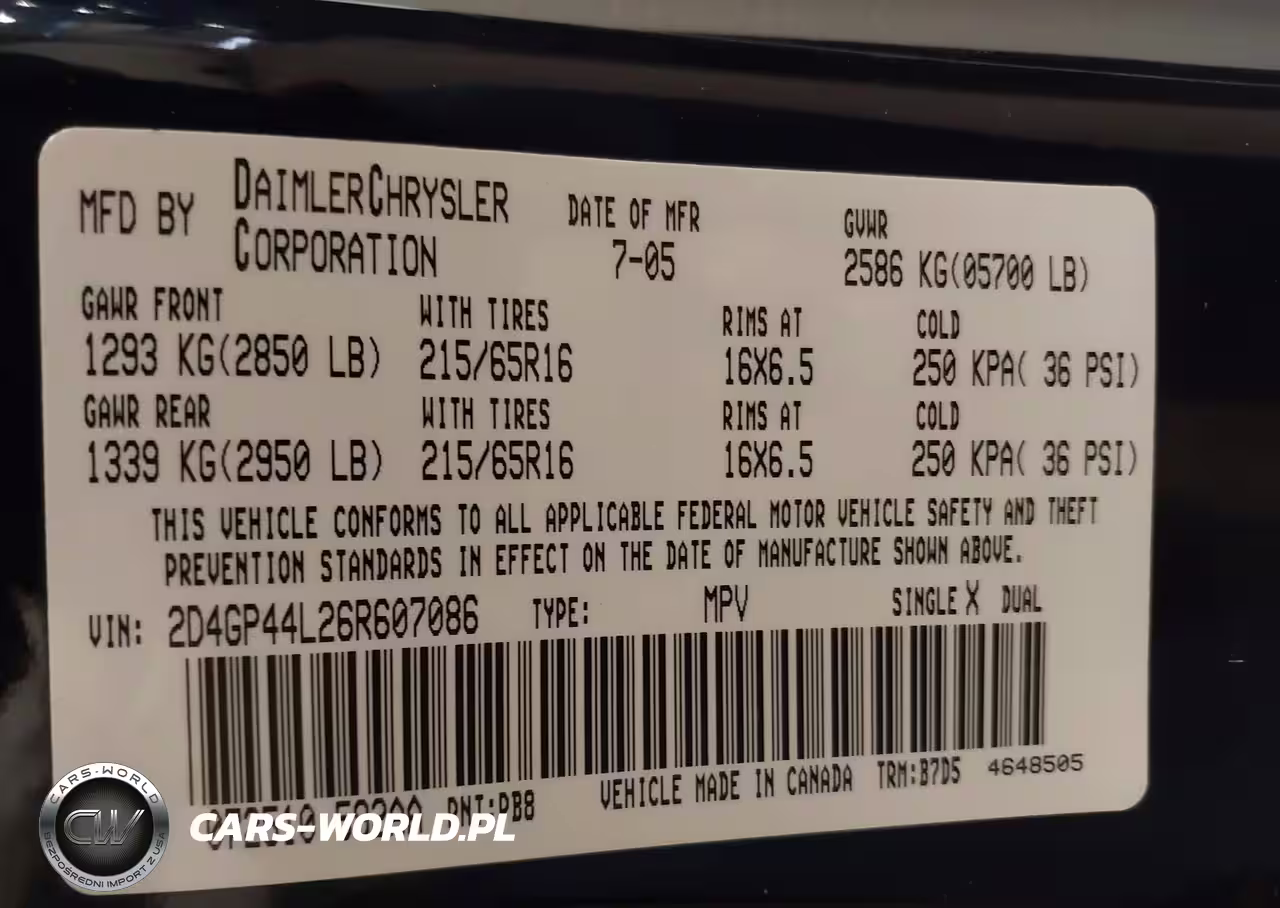 MFD BY DAIMLERCHRYSLER CORPORATION
DATE OF MFR
7-05
GVWR
2586 KG(05700 LB)
GAWR FRONT WITH TIRES RIMS AT COLD
1293 KG(2850 LB) 215/65R16 16X6.5 250 KPA( 36 PSI)
GAWR REAR WITH TIRES RIMS AT COLD
1339 KG(2950 LB) 215/65R16 16X6.5 250 KPA( 36 PSI)
THIS VEHICLE CONFORMS TO ALL APPLICABLE FEDERAL MOTOR VEHICLE SAFETY AND THEFT
PREVENTION STANDARDS IN EFFECT ON THE DATE OF MANUFACTURE SHOWN ABOVE.
VIN: 2D4GP44L26R607086 TYPE: MPV SINGLE X DUAL
PNT:PB8 VEHICLE MADE IN CANADA TRM:B7D5 4648505
CARS-WORLD
CW
BEZPOŚREDNI IMPORT Z USA
CARS-WORLD.PL